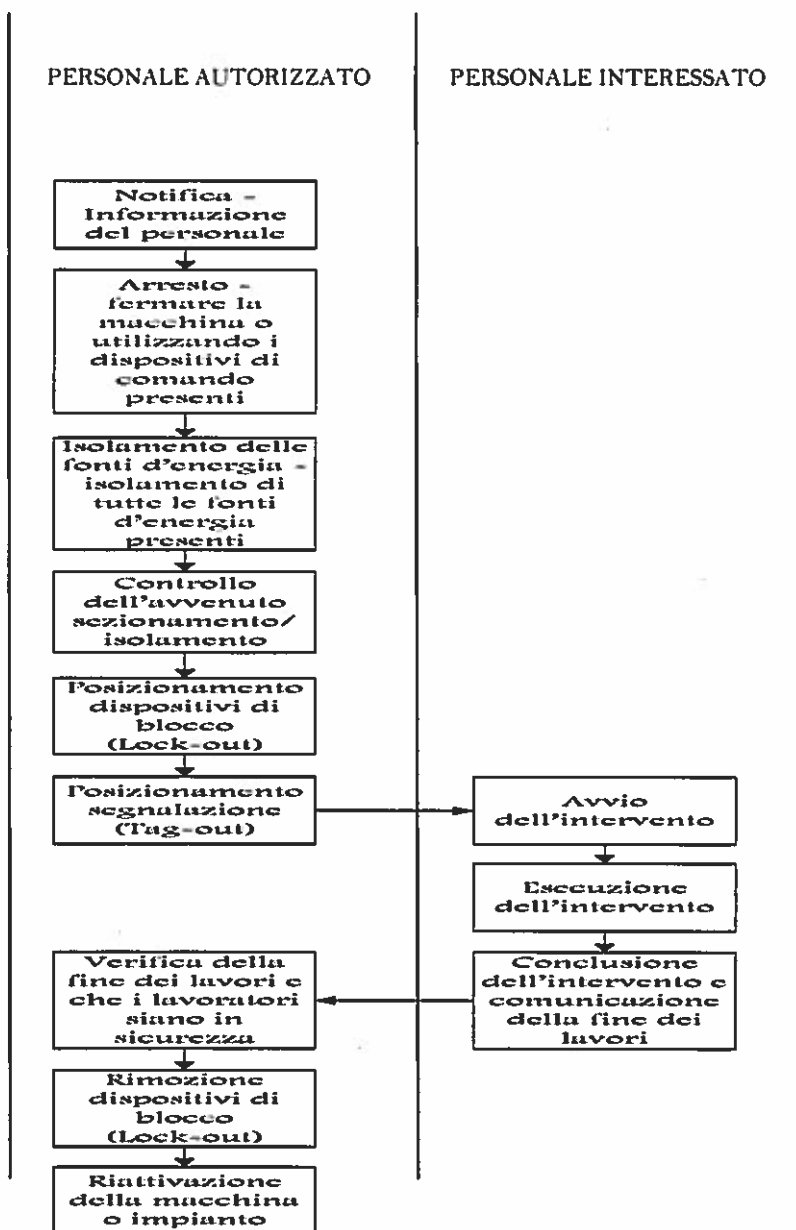 PERSONALE AUTORIZZATO
PERSONALE INTERESSATO
Notifica -
Informazione
del personale
Arresto -
fermare la
macchina o
utilizzando i
dispositivi di
comando
presenti
Isolamento delle
fonti d'energia -
isolamento di
tutte le fonti
d'energia
presenti
Controllo
dell'avvenuto
sezionamento/
isolamento
Posizionamento
dispositivi di
blocco
(Lock-out)
Posizionamento
segnalazione
(Tag-out)
Avvio
dell'intervento
Esecuzione
dell'intervento
Conclusione
dell'intervento e
comunicazione
della fine dei
lavori
Verifica della
fine dei lavori e
che i lavoratori
siano in
sicurezza
Rimozione
dispositivi di
blocco
(Lock-out)
Riattivazione
della macchina
o impianto